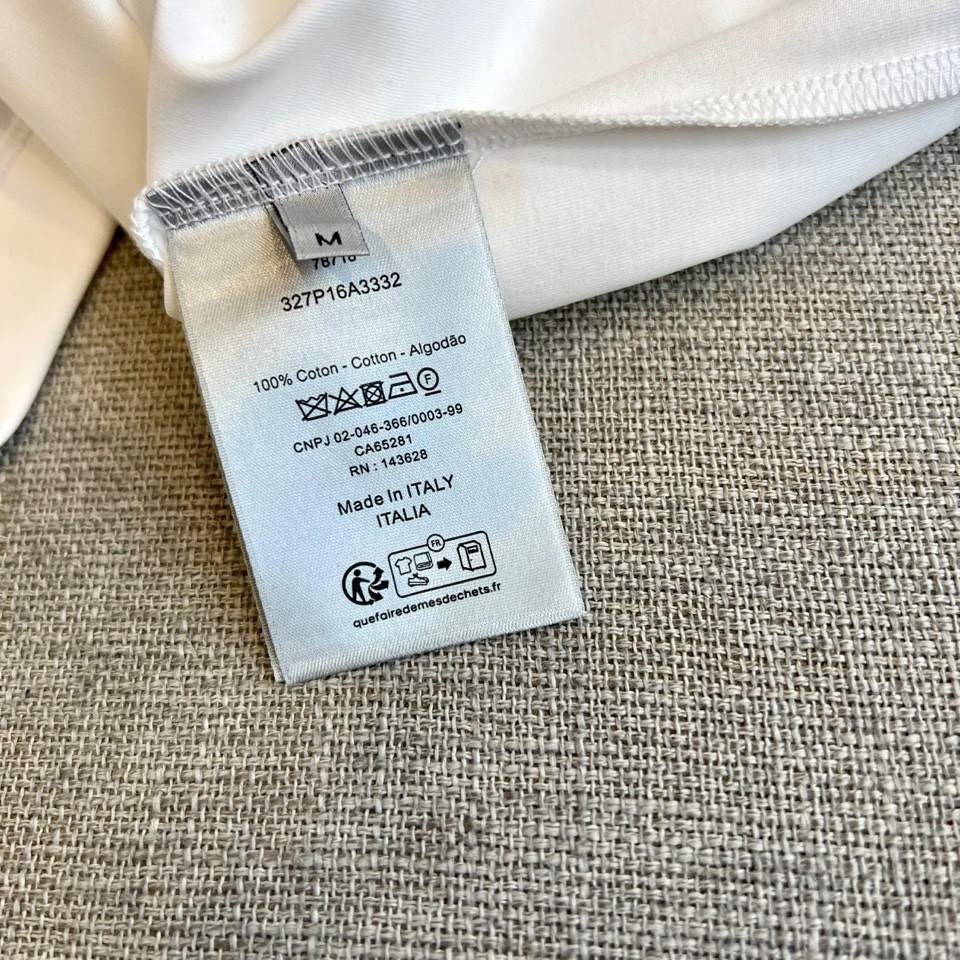 M
327P16A3332
100% Coton - Cotton - Algodão
F
CNPJ 02-046-366/0003-99
CA65281
RN : 143628
Made In ITALY
ITALIA
FR
quefairedemesdechets.fr